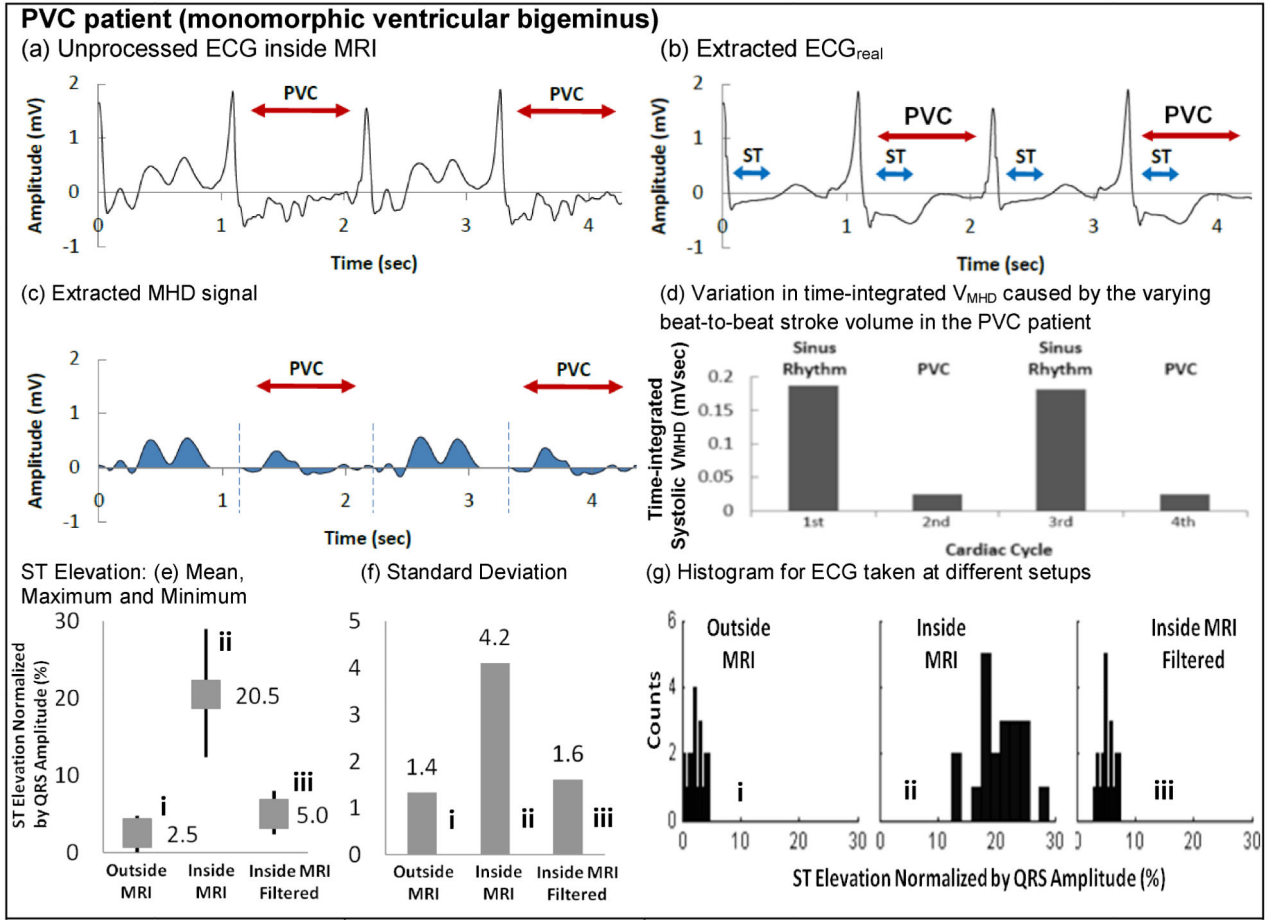 PVC patient (monomorphic ventricular bigeminus)
(a) Unprocessed ECG inside MRI
Amplitude (mV)
2
1
0
-1
PVC
PVC
0
1
2
3
4
Time (sec)
(b) Extracted ECGreal
Amplitude (mV)
2
1
0
-1
ST
ST
PVC
ST
ST
PVC
0
1
2
3
4
Time (sec)
(c) Extracted MHD signal
Amplitude (mV)
2
1
0
-1
PVC
PVC
0
1
2
3
4
Time (sec)
(d) Variation in time-integrated VMHD caused by the varying
beat-to-beat stroke volume in the PVC patient
Time-integrated
Systolic VMHD (mVsec)
Sinus
Rhythm
PVC
Sinus
Rhythm
PVC
0.2
0.15
0.1
0.05
0
1st
2nd
3rd
4th
Cardiac Cycle
ST Elevation: (e) Mean,
Maximum and Minimum
ST Elevation Normalized
by QRS Amplitude (%)
30
20
10
0
i
2.5
ii
20.5
iii
5.0
Outside
MRI
Inside
MRI
Inside MRI
Filtered
(f) Standard Deviation
5
4
3
2
1
0
1.4
i
4.2
ii
1.6
iii
Outside
MRI
Inside
MRI
Inside MRI
Filtered
(g) Histogram for ECG taken at different setups
Counts
6
4
2
0
Outside
MRI
i
Inside
MRI
ii
Inside MRI
Filtered
iii
0 10 20 30
0 10 20 30
0 10 20 30
ST Elevation Normalized by QRS Amplitude (%)